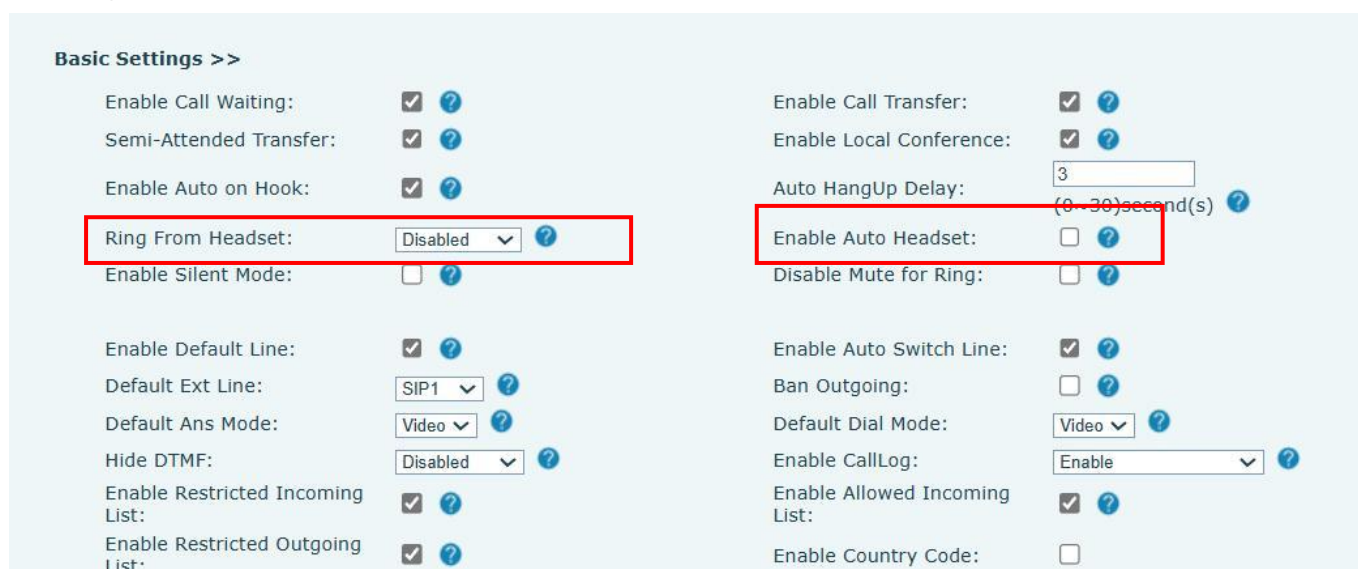 Basic Settings >>
Enable Call Waiting: ? Enable Call Transfer: ?
Semi-Attended Transfer: ? Enable Local Conference: ?
Enable Auto on Hook: ? Auto HangUp Delay: 3
(0~30)second(s) ?
Ring From Headset: Disabled ? Enable Auto Headset: ?
Enable Silent Mode: ? Disable Mute for Ring: ?
Enable Default Line: ? Enable Auto Switch Line: ?
Default Ext Line: SIP1 ? Ban Outgoing: ?
Default Ans Mode: Video ? Default Dial Mode: Video ?
Hide DTMF: Disabled ? Enable CallLog: Enable ?
Enable Restricted Incoming
List: ? Enable Allowed Incoming
List: ?
Enable Restricted Outgoing
List: ? Enable Country Code: